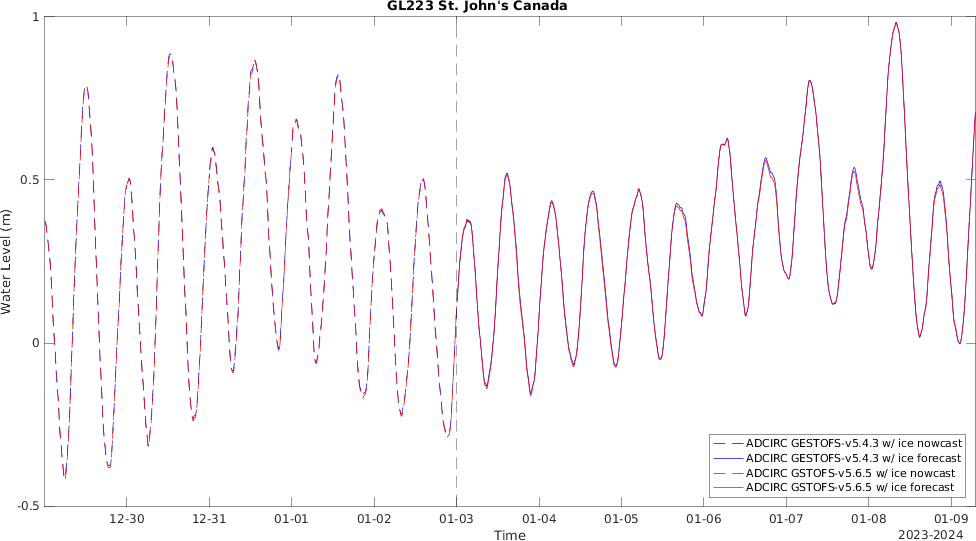 GL223 St. John's Canada
1
0.5
0
-0.5
Water Level (m)
ADCIRC GESTOFS-v5.4.3 w/ ice nowcast
ADCIRC GESTOFS-v5.4.3 w/ ice forecast
ADCIRC GSTOFS-v5.6.5 w/ ice nowcast
ADCIRC GSTOFS-v5.6.5 w/ ice forecast
12-30 12-31 01-01 01-02 01-03 01-04 01-05 01-06 01-07 01-08 01-09
Time
2023-2024